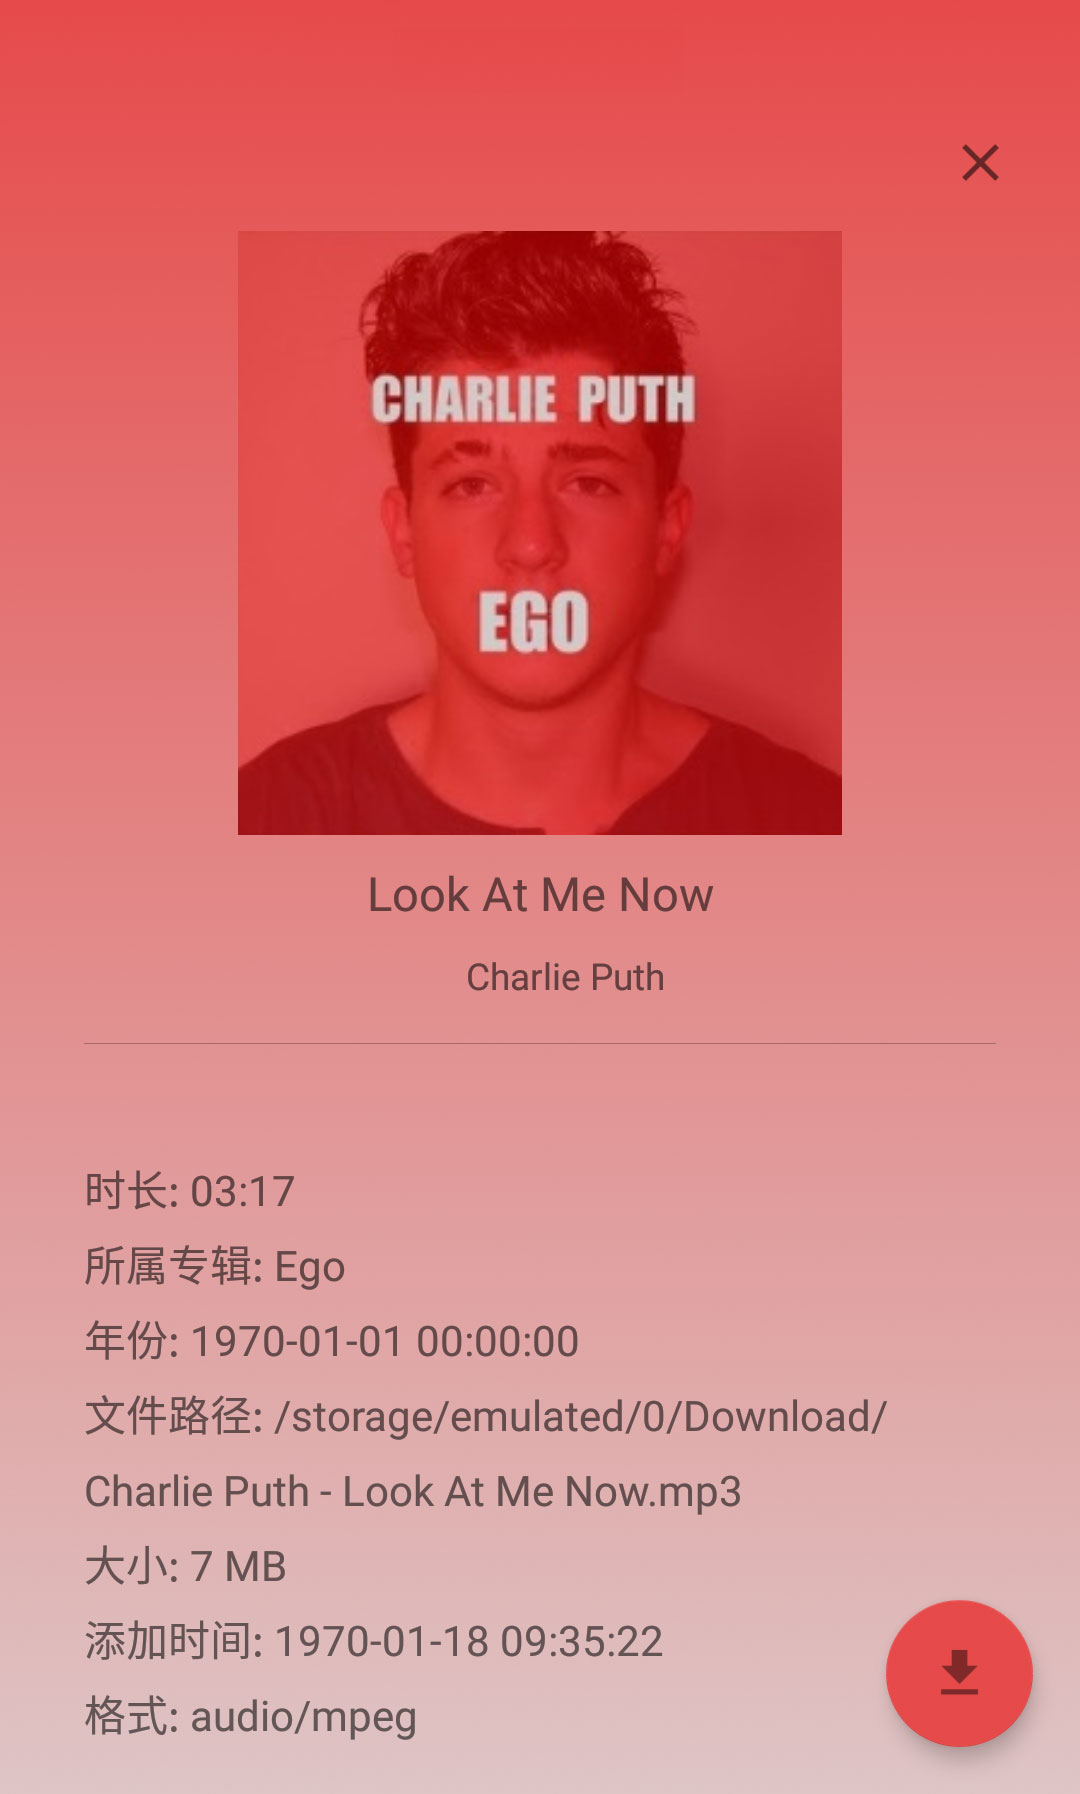 CHARLIE PUTH
EGO
Look At Me Now
Charlie Puth
时长: 03:17
所属专辑: Ego
年份: 1970-01-01 00:00:00
文件路径: /storage/emulated/0/Download/
Charlie Puth - Look At Me Now.mp3
大小: 7 MB
添加时间: 1970-01-18 09:35:22
格式: audio/mpeg